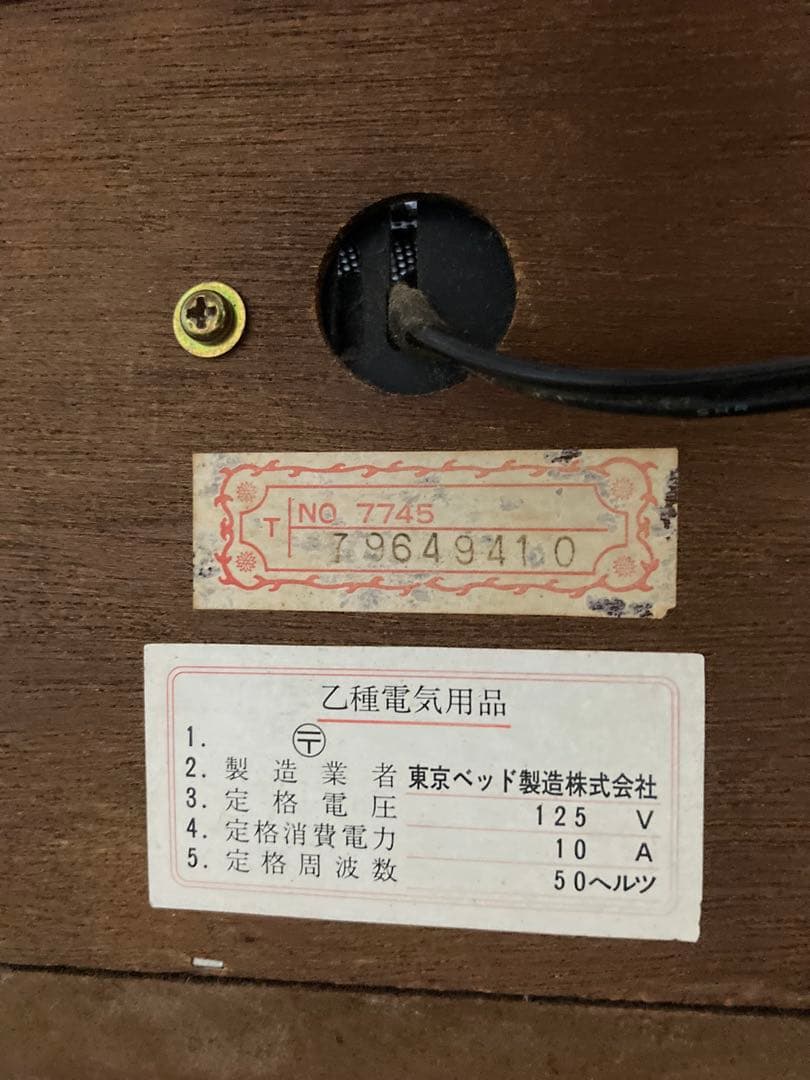 T NO 7745
79649410
乙種電気用品
1. 〶
2. 製造業者 東京ベッド製造株式会社
3. 定格電圧 125 V
4. 定格消費電力 10 A
5. 定格周波数 50ヘルツ